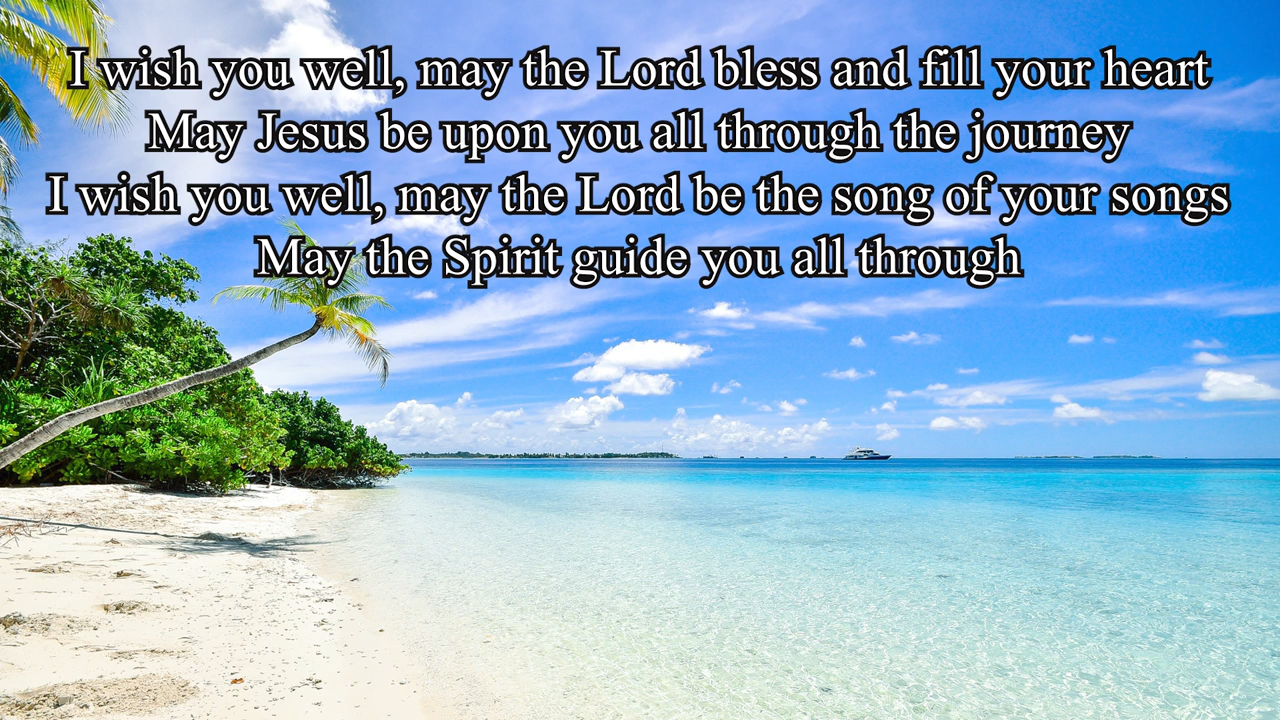 I wish you well, may the Lord bless and fill your heart
May Jesus be upon you all through the journey
I wish you well, may the Lord be the song of your songs
May the Spirit guide you all through